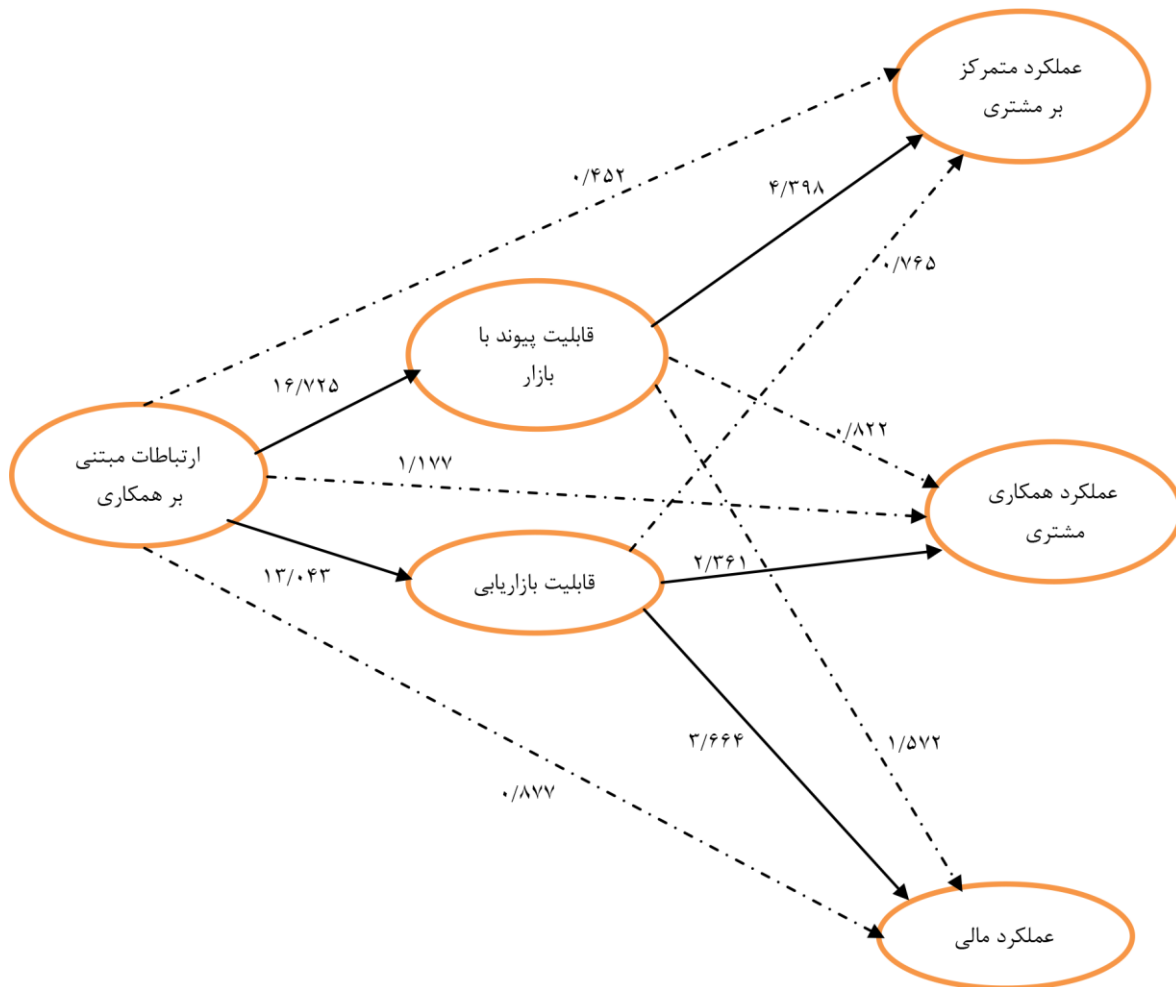 عملکرد متمرکز
بر مشتری
۰/۴۵۲
۴/۳۹۸
۰/۷۶۵
قابلیت پیوند با
بازار
۱۶/۷۲۵
۰/۸۲۲
ارتباطات مبتنی
بر همکاری
۱/۱۷۷
عملکرد همکاری
مشتری
۱۳/۰۴۳
قابلیت بازاریابی
۲/۳۶۱
۳/۶۶۴
۱/۵۷۲
۰/۸۷۷
عملکرد مالی